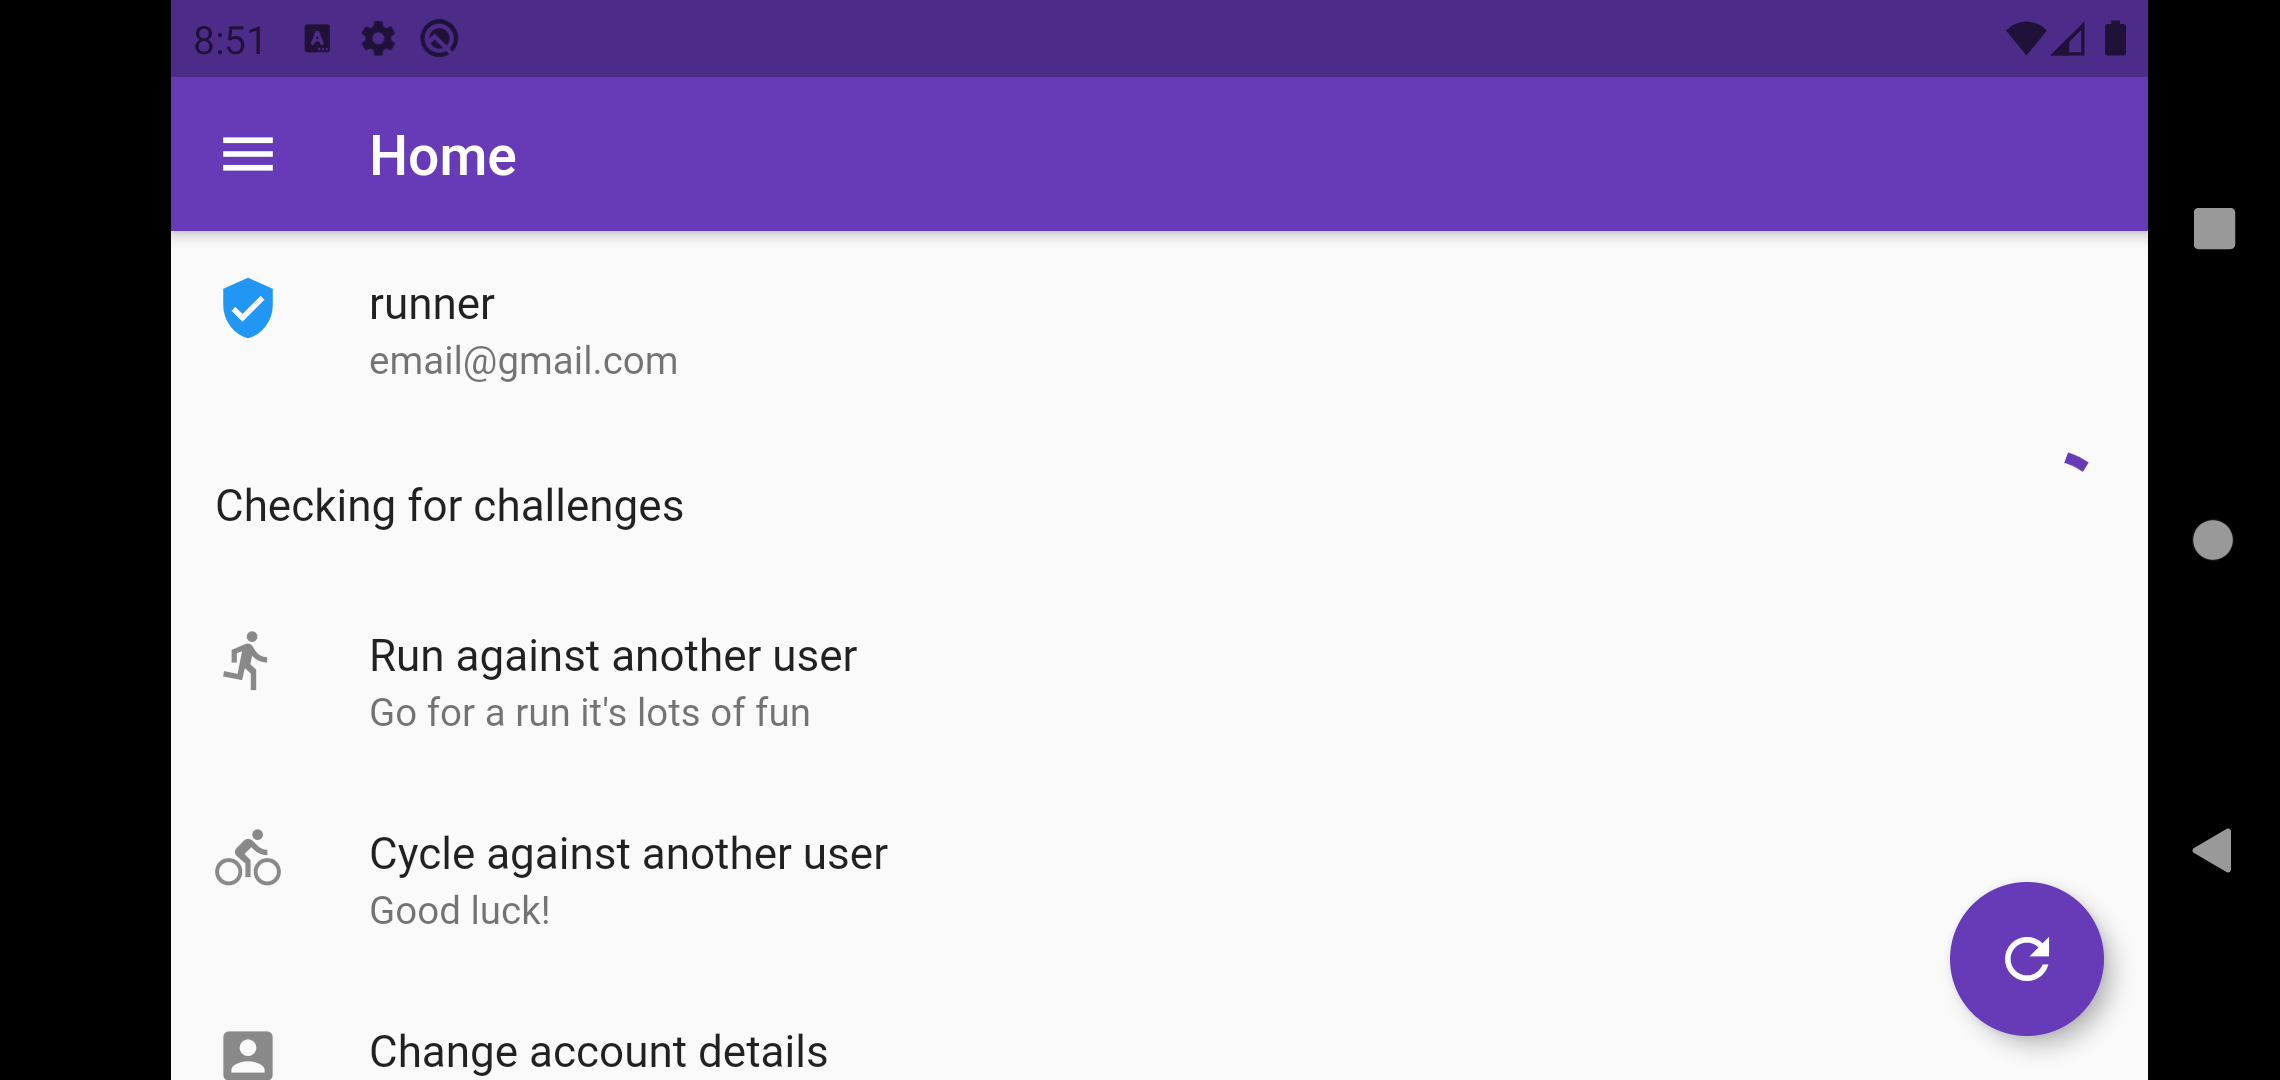 8:51
Home
runner
email@gmail.com
Checking for challenges
Run against another user
Go for a run it's lots of fun
Cycle against another user
Good luck!
Change account details